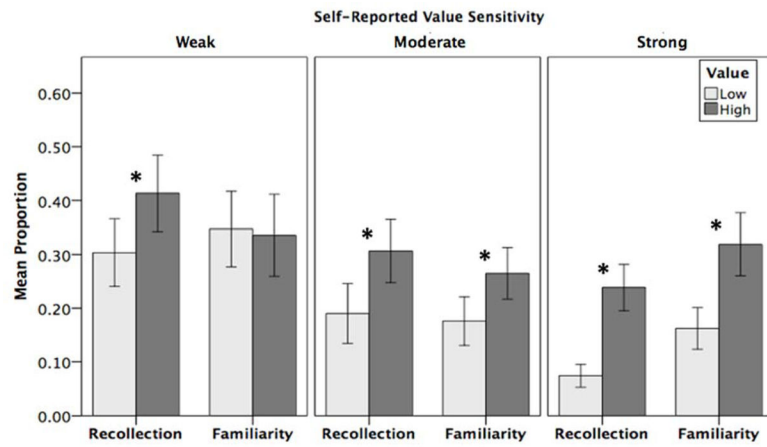 Self-Reported Value Sensitivity
Weak Moderate Strong
Value
Low
High
Mean Proportion
0.60
0.50
0.40
0.30
0.20
0.10
0.00
* * * * *
Recollection Familiarity Recollection Familiarity Recollection Familiarity